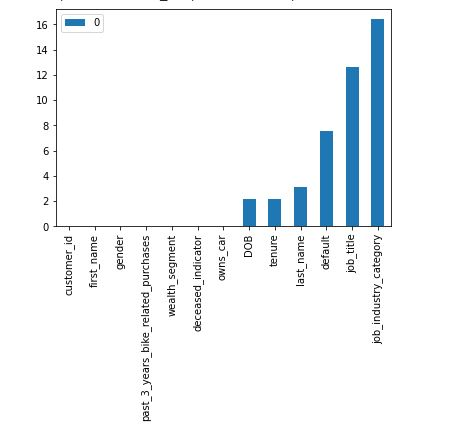 0
16
14
12
10
8
6
4
2
0
customer_id
first_name
gender
past_3_years_bike_related_purchases
wealth_segment
deceased_indicator
owns_car
DOB
tenure
last_name
default
job_title
job_industry_category